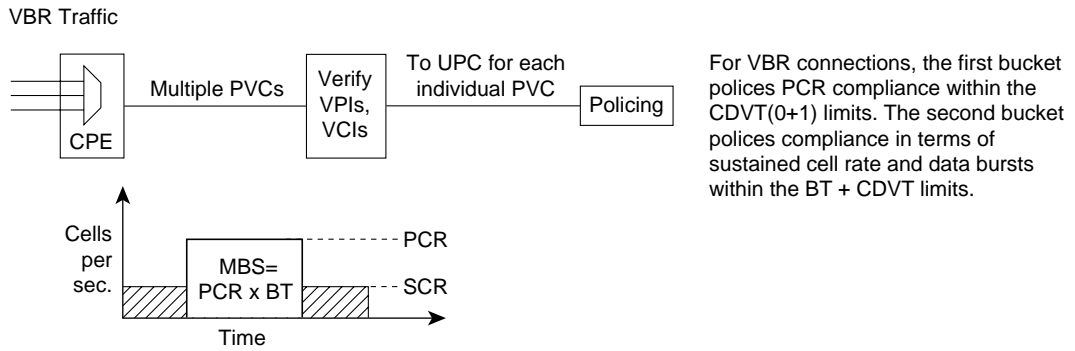 VBR Traffic
CPE
Multiple PVCs
Verify
VPIs,
VCIs
To UPC for each
individual PVC
Policing
For VBR connections, the first bucket
polices PCR compliance within the
CDVT(0+1) limits. The second bucket
polices compliance in terms of
sustained cell rate and data bursts
within the BT + CDVT limits.
Cells
per
sec.
MBS=
PCR x BT
PCR
SCR
Time